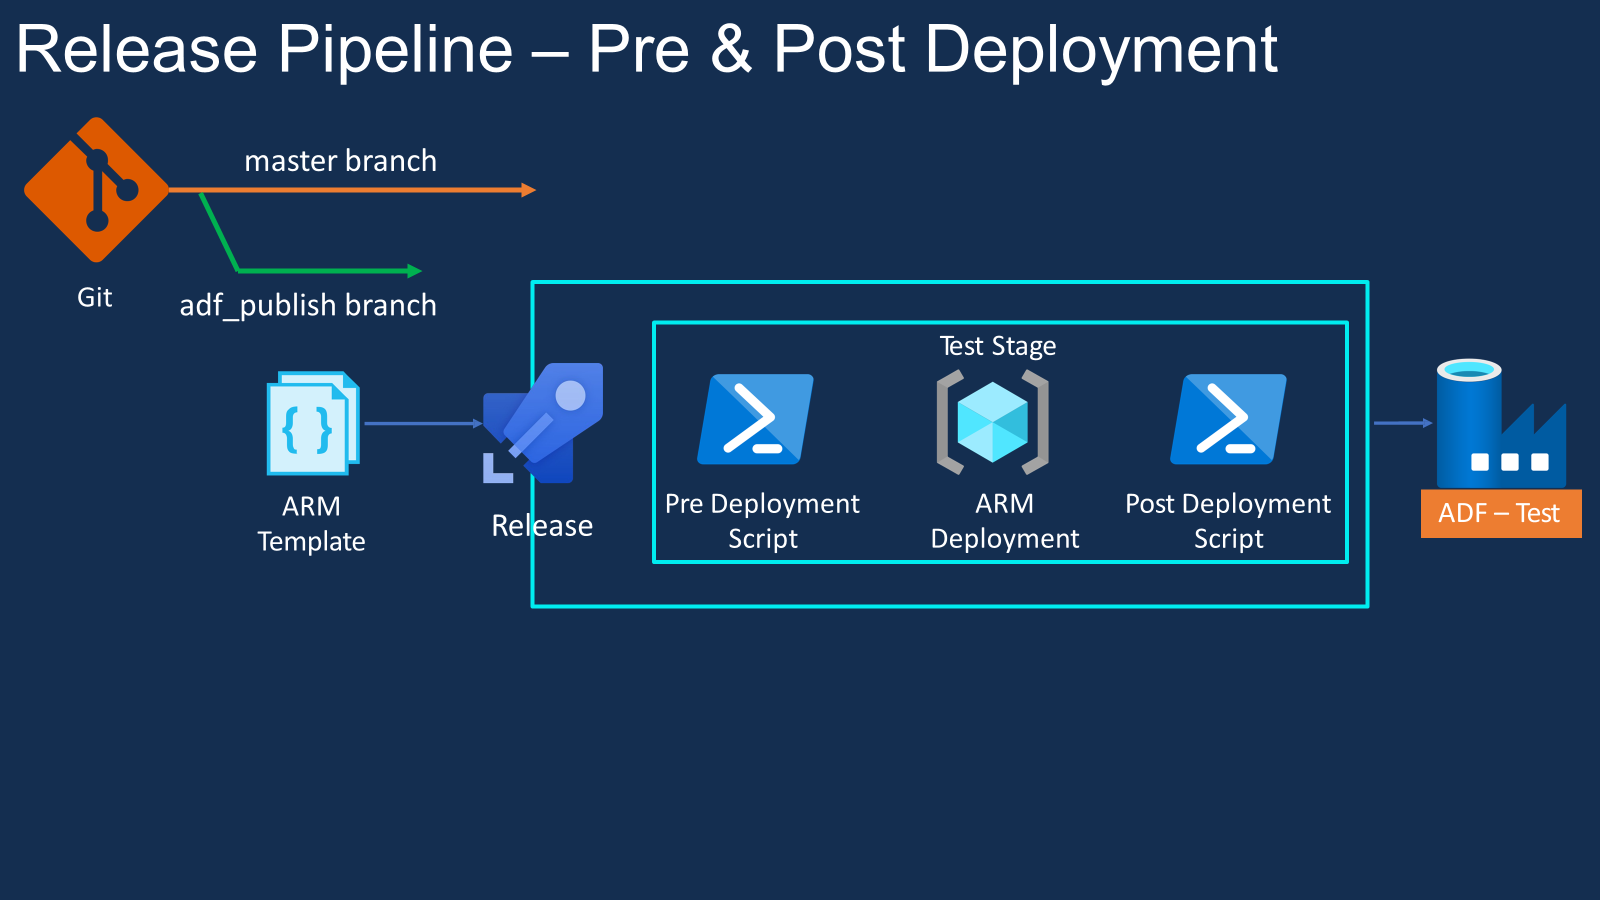 Release Pipeline – Pre & Post Deployment
master branch
Git
adf_publish branch
{ }
ARM
Template
Release
Test Stage
Pre Deployment
Script
ARM
Deployment
Post Deployment
Script
ADF – Test